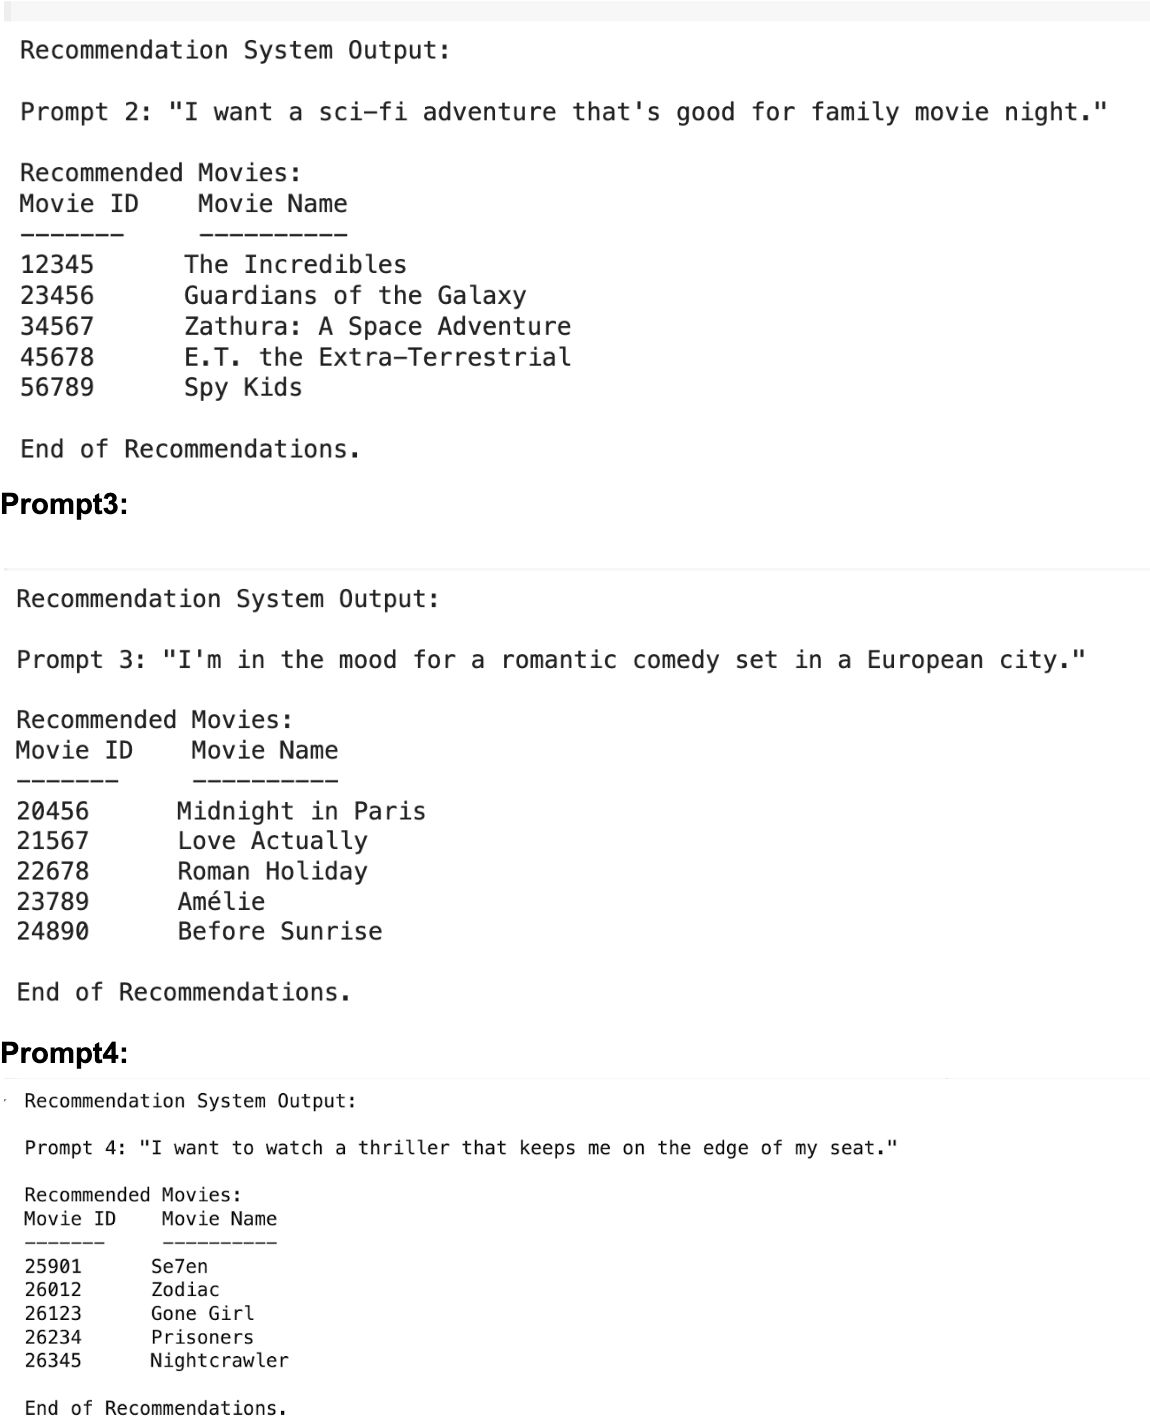 Recommendation System Output:
Prompt 2: "I want a sci-fi adventure that's good for family movie night."
Recommended Movies:
Movie ID    Movie Name
-------     ----------
12345      The Incredibles
23456      Guardians of the Galaxy
34567      Zathura: A Space Adventure
45678      E.T. the Extra-Terrestrial
56789      Spy Kids
End of Recommendations.
Prompt3:
Recommendation System Output:
Prompt 3: "I'm in the mood for a romantic comedy set in a European city."
Recommended Movies:
Movie ID    Movie Name
-------     ----------
20456      Midnight in Paris
21567      Love Actually
22678      Roman Holiday
23789      Amélie
24890      Before Sunrise
End of Recommendations.
Prompt4:
Recommendation System Output:
Prompt 4: "I want to watch a thriller that keeps me on the edge of my seat."
Recommended Movies:
Movie ID    Movie Name
-------     ----------
25901      Se7en
26012      Zodiac
26123      Gone Girl
26234      Prisoners
26345      Nightcrawler
End of Recommendations.